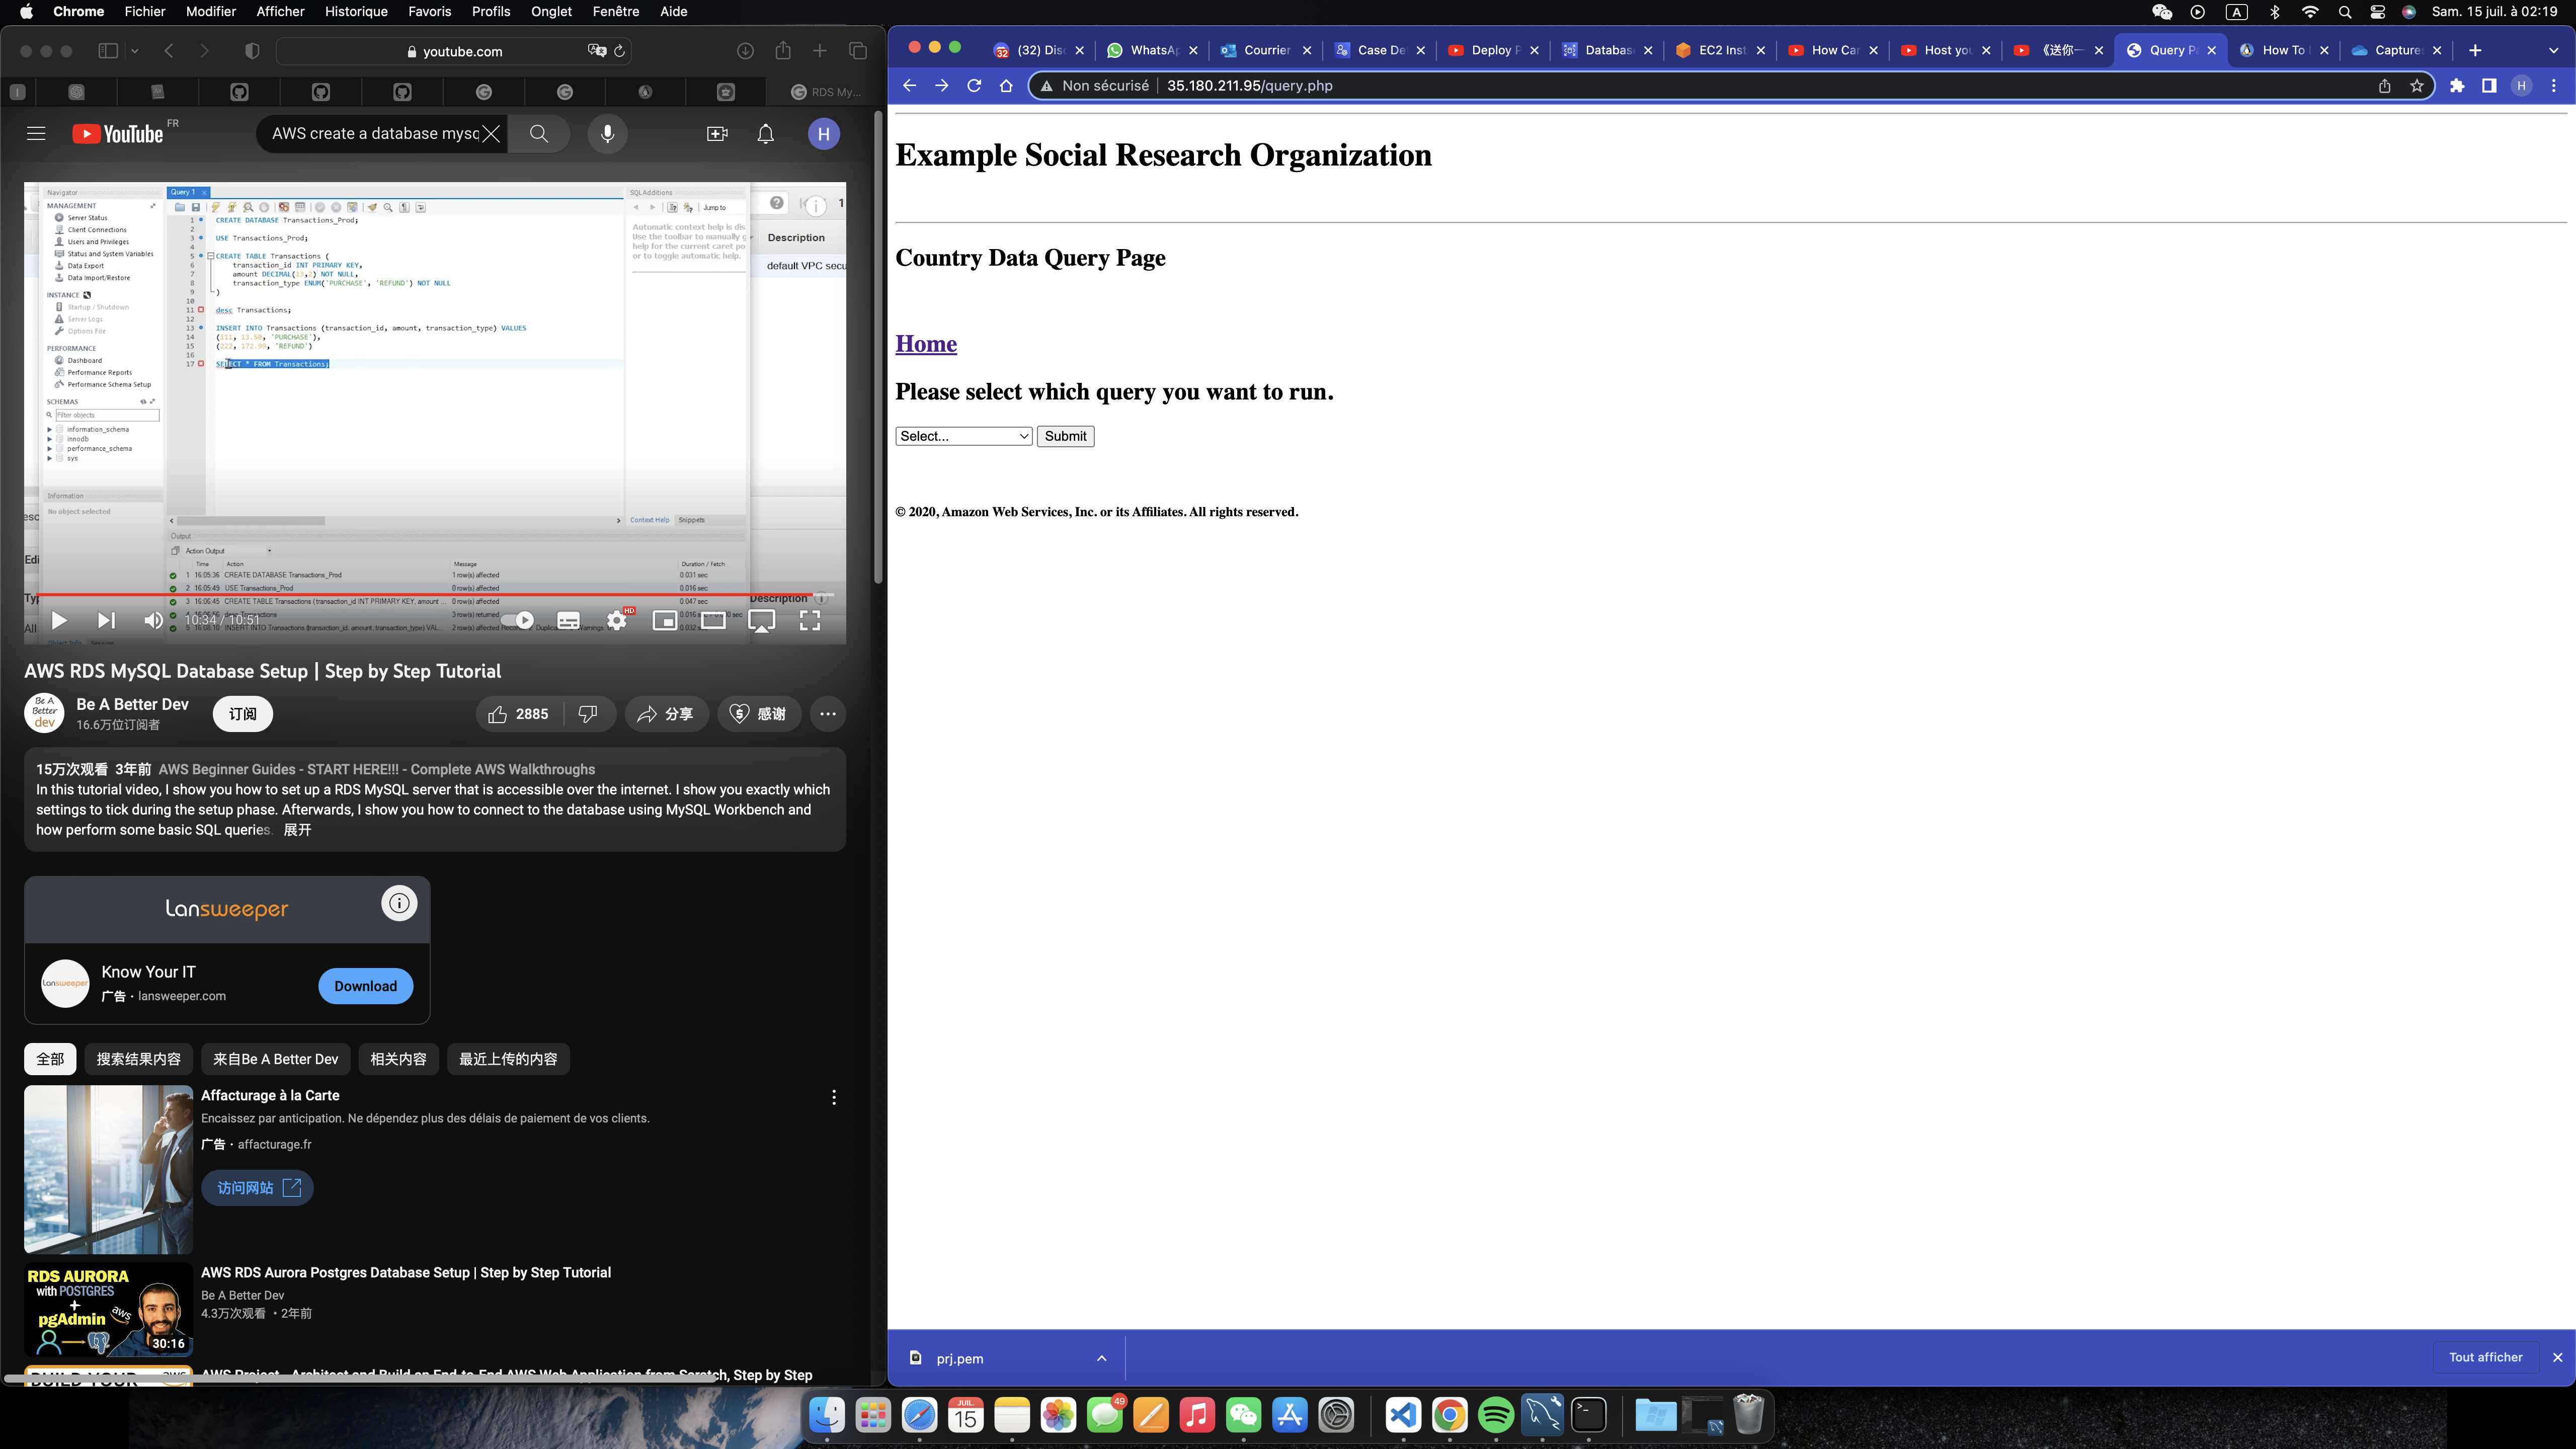 Chrome Fichier Modifier Afficher Historique Favoris Profils Onglet Fenêtre Aide
A Sam. 15 juil. à 02:19
youtube.com
RDS My...
YouTube FR
AWS create a database mysq
H
Navigator
MANAGEMENT
Server Status
Client Connections
Users and Privileges
Status and System Variables
Data Export
Data Import/Restore
INSTANCE
Startup / Shutdown
Server Logs
Options File
PERFORMANCE
Dashboard
Performance Reports
Performance Schema Setup
SCHEMAS
Filter objects
information_schema
innodb
performance_schema
sys
Information
No object selected
Query 1
1 CREATE DATABASE Transactions_Prod;
2
3 USE Transactions_Prod;
4
5 CREATE TABLE Transactions (
6 transaction_id INT PRIMARY KEY,
7 amount DECIMAL(13,2) NOT NULL,
8 transaction_type ENUM('PURCHASE', 'REFUND') NOT NULL
9 )
10
11 desc Transactions;
12
13 INSERT INTO Transactions (transaction_id, amount, transaction_type) VALUES
14 (111, 13.50, 'PURCHASE'),
15 (222, 172.99, 'REFUND')
16
17 SELECT * FROM Transactions;
SQLAdditions
Jump to
Automatic context help is dis
Use the toolbar to manually g
help for the current caret po
or to toggle automatic help.
Context Help Snippets
Description
default VPC secu
Output
Action Output
Time Action Message Duration / Fetch
1 16:05:36 CREATE DATABASE Transactions_Prod 1 row(s) affected 0.031 sec
2 16:05:49 USE Transactions_Prod 0 row(s) affected 0.016 sec
3 16:06:45 CREATE TABLE Transactions (transaction_id INT PRIMARY KEY, amount ... 0 row(s) affected 0.047 sec
Description
10:34 / 10:51
HD
AWS RDS MySQL Database Setup | Step by Step Tutorial
Be A Better dev
Be A Better Dev
16.6万位订阅者
订阅
2885
分享
感谢
15万次观看 3年前 AWS Beginner Guides - START HERE!!! - Complete AWS Walkthroughs
In this tutorial video, I show you how to set up a RDS MySQL server that is accessible over the internet. I show you exactly which
settings to tick during the setup phase. Afterwards, I show you how to connect to the database using MySQL Workbench and
how perform some basic SQL queries. 展开
Lansweeper
Lansweeper
Know Your IT
广告 · lansweeper.com
Download
全部 搜索结果内容 来自Be A Better Dev 相关内容 最近上传的内容
Affacturage à la Carte
Encaissez par anticipation. Ne dépendez plus des délais de paiement de vos clients.
广告 · affacturage.fr
访问网站
RDS AURORA
with POSTGRES
+
pgAdmin
aws
30:16
AWS RDS Aurora Postgres Database Setup | Step by Step Tutorial
Be A Better Dev
4.3万次观看 · 2年前
BUILD YOUR
AWS Project - Architect and Build an End-to-End AWS Web Application from Scratch, Step by Step
(32) Dis WhatsAp Courrier Case De Deploy P Databas EC2 Inst How Car Host you 《送你一 Query P How To Capture
Non sécurisé 35.180.211.95/query.php
H
Example Social Research Organization
Country Data Query Page
Home
Please select which query you want to run.
Select... Submit
© 2020, Amazon Web Services, Inc. or its Affiliates. All rights reserved.
prj.pem
Tout afficher
JUIL.
15
49